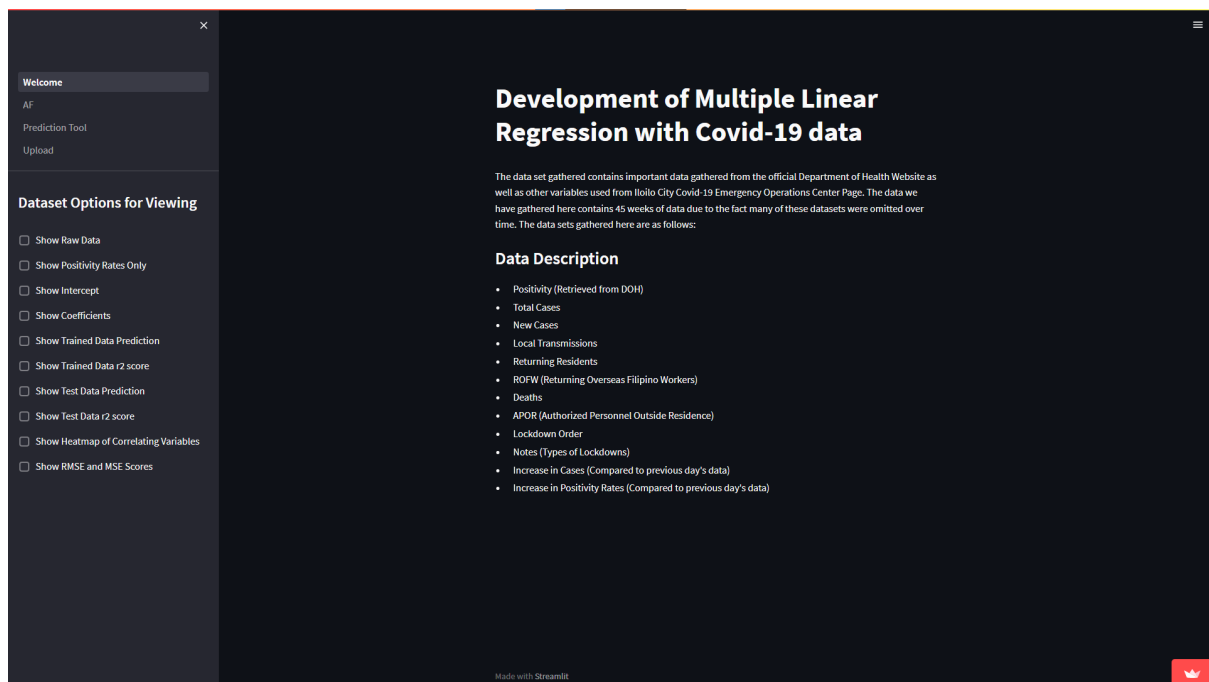 ×
Welcome
AF
Prediction Tool
Upload
Dataset Options for Viewing
Show Raw Data
Show Positivity Rates Only
Show Intercept
Show Coefficients
Show Trained Data Prediction
Show Trained Data r2 score
Show Test Data Prediction
Show Test Data r2 score
Show Heatmap of Correlating Variables
Show RMSE and MSE Scores
Development of Multiple Linear
Regression with Covid-19 data
The data set gathered contains important data gathered from the official Department of Health Website as
well as other variables used from Iloilo City Covid-19 Emergency Operations Center Page. The data we
have gathered here contains 45 weeks of data due to the fact many of these datasets were omitted over
time. The data sets gathered here are as follows:
Data Description
• Positivity (Retrieved from DOH)
• Total Cases
• New Cases
• Local Transmissions
• Returning Residents
• ROFW (Returning Overseas Filipino Workers)
• Deaths
• APOR (Authorized Personnel Outside Residence)
• Lockdown Order
• Notes (Types of Lockdowns)
• Increase in Cases (Compared to previous day's data)
• Increase in Positivity Rates (Compared to previous day's data)
Made with Streamlit